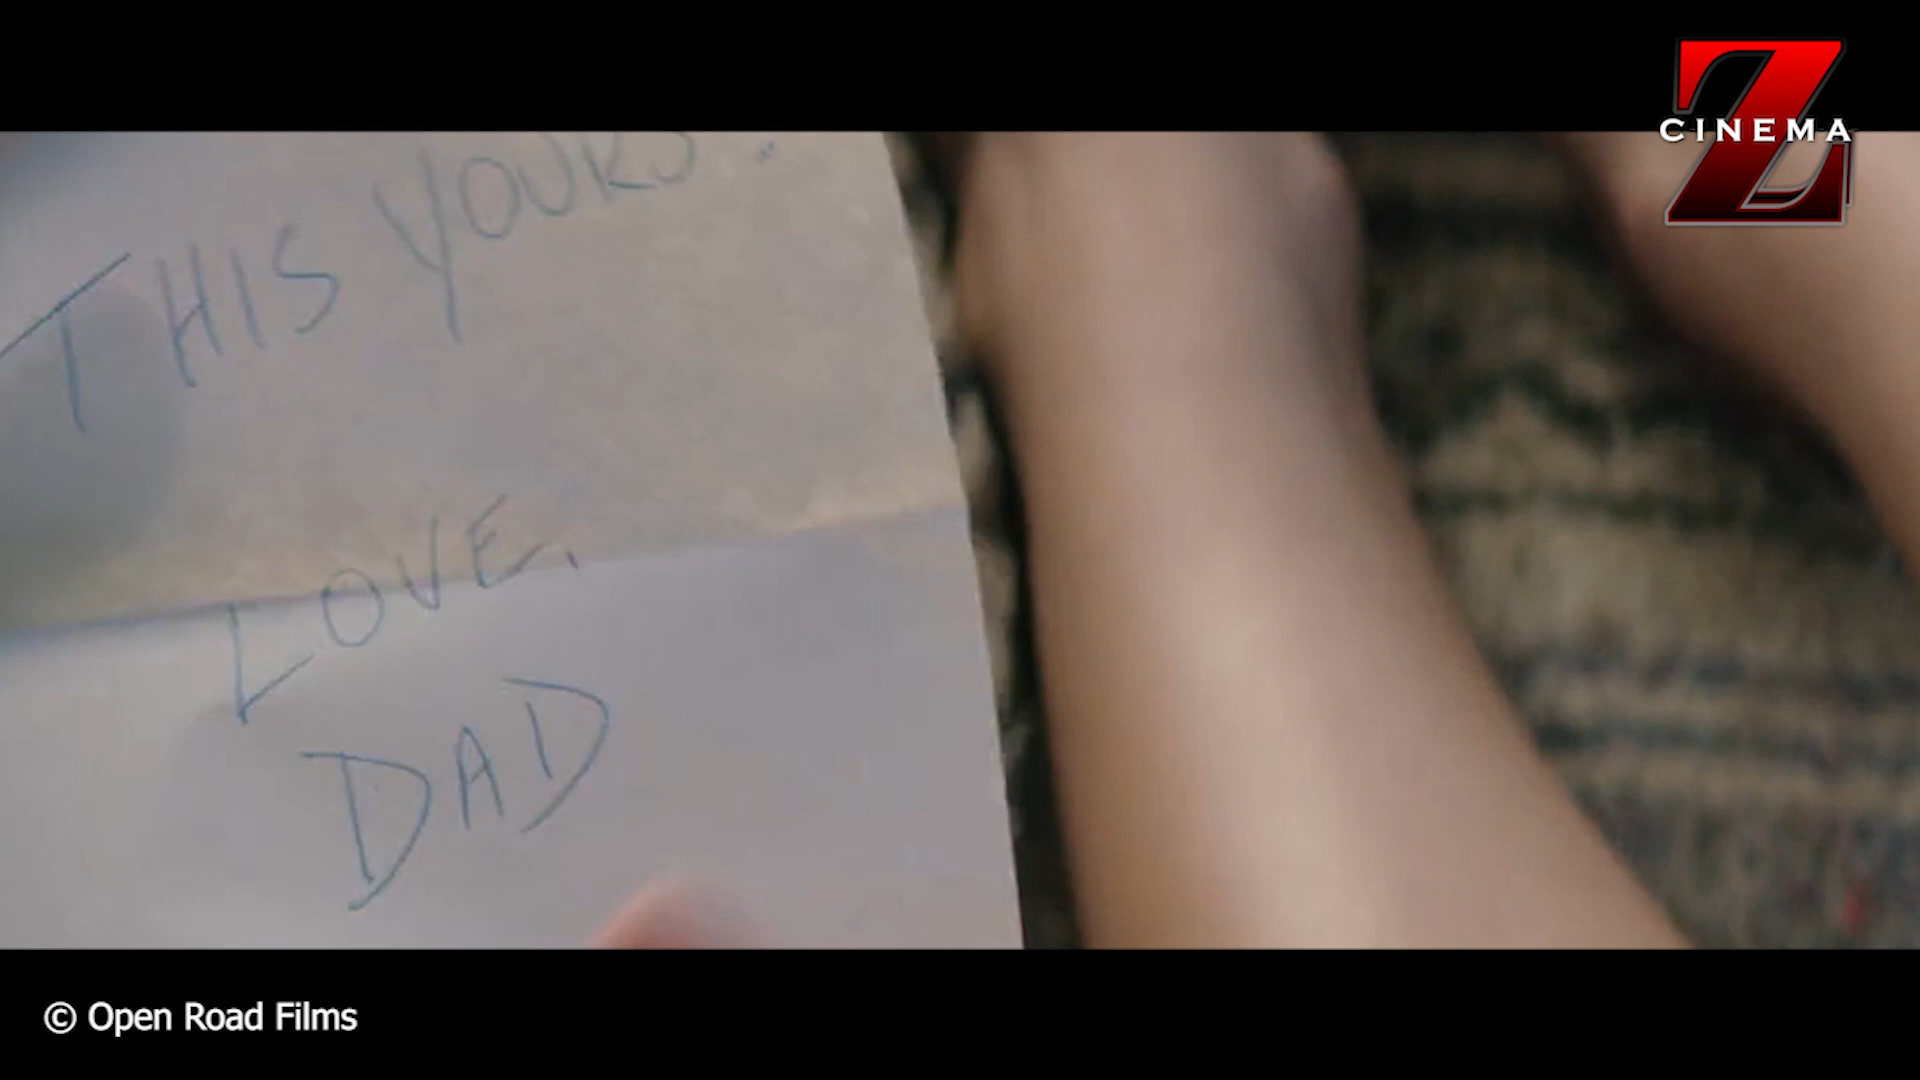 CINEMA
Z
THIS YOURS.
LOVE,
DAD
© Open Road Films